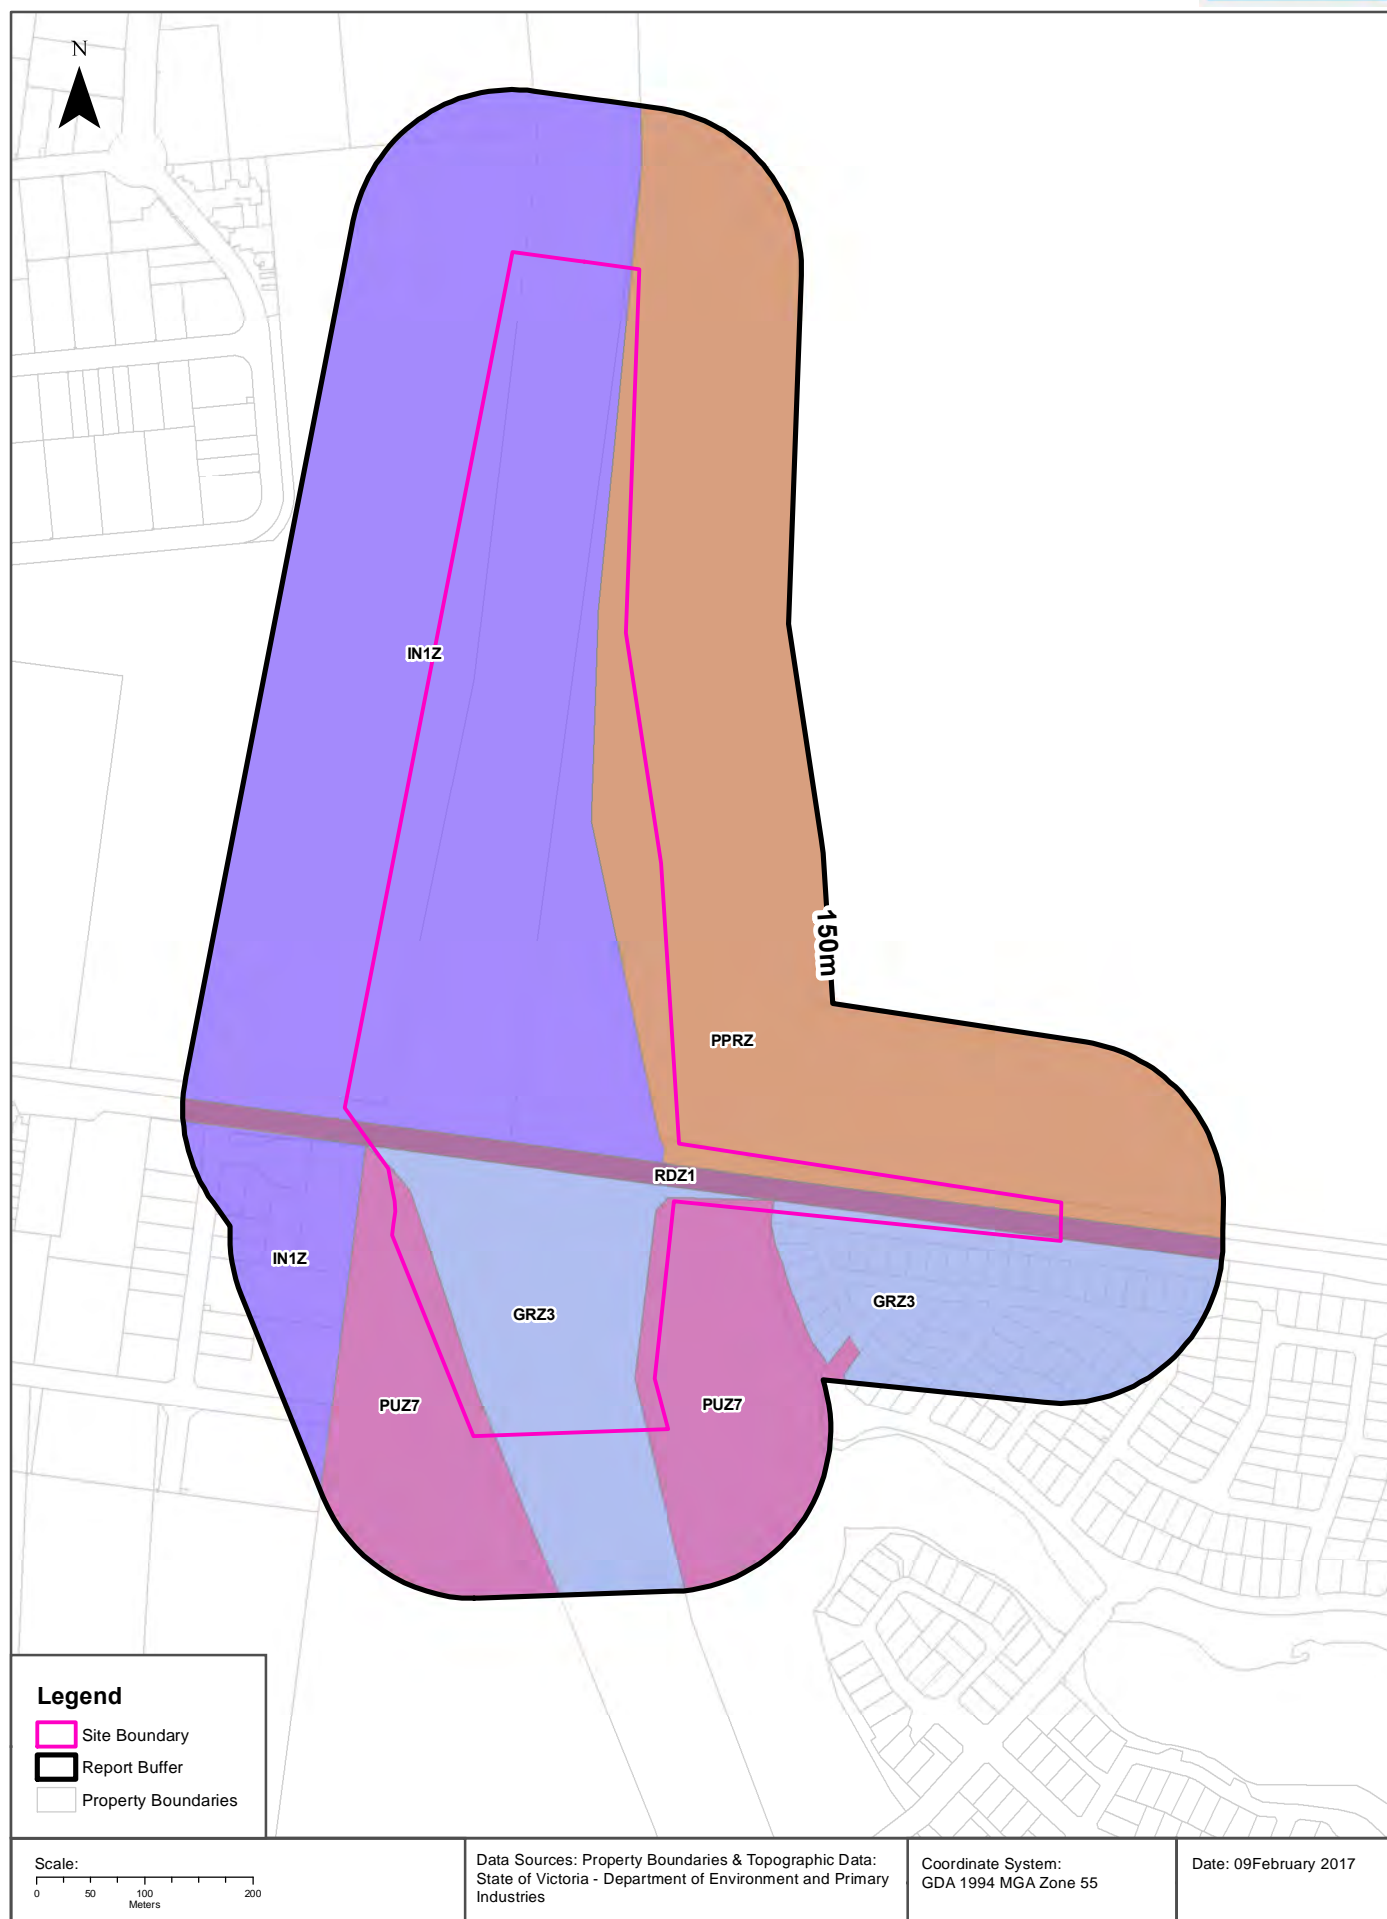 N
IN1Z
150m
PPRZ
RDZ1
IN1Z
GRZ3
GRZ3
PUZ7
PUZ7
Legend
Site Boundary
Report Buffer
Property Boundaries
Scale:
0 50 100 200
Meters
Data Sources: Property Boundaries & Topographic Data:
State of Victoria - Department of Environment and Primary
Industries
Coordinate System:
GDA 1994 MGA Zone 55
Date: 09February 2017